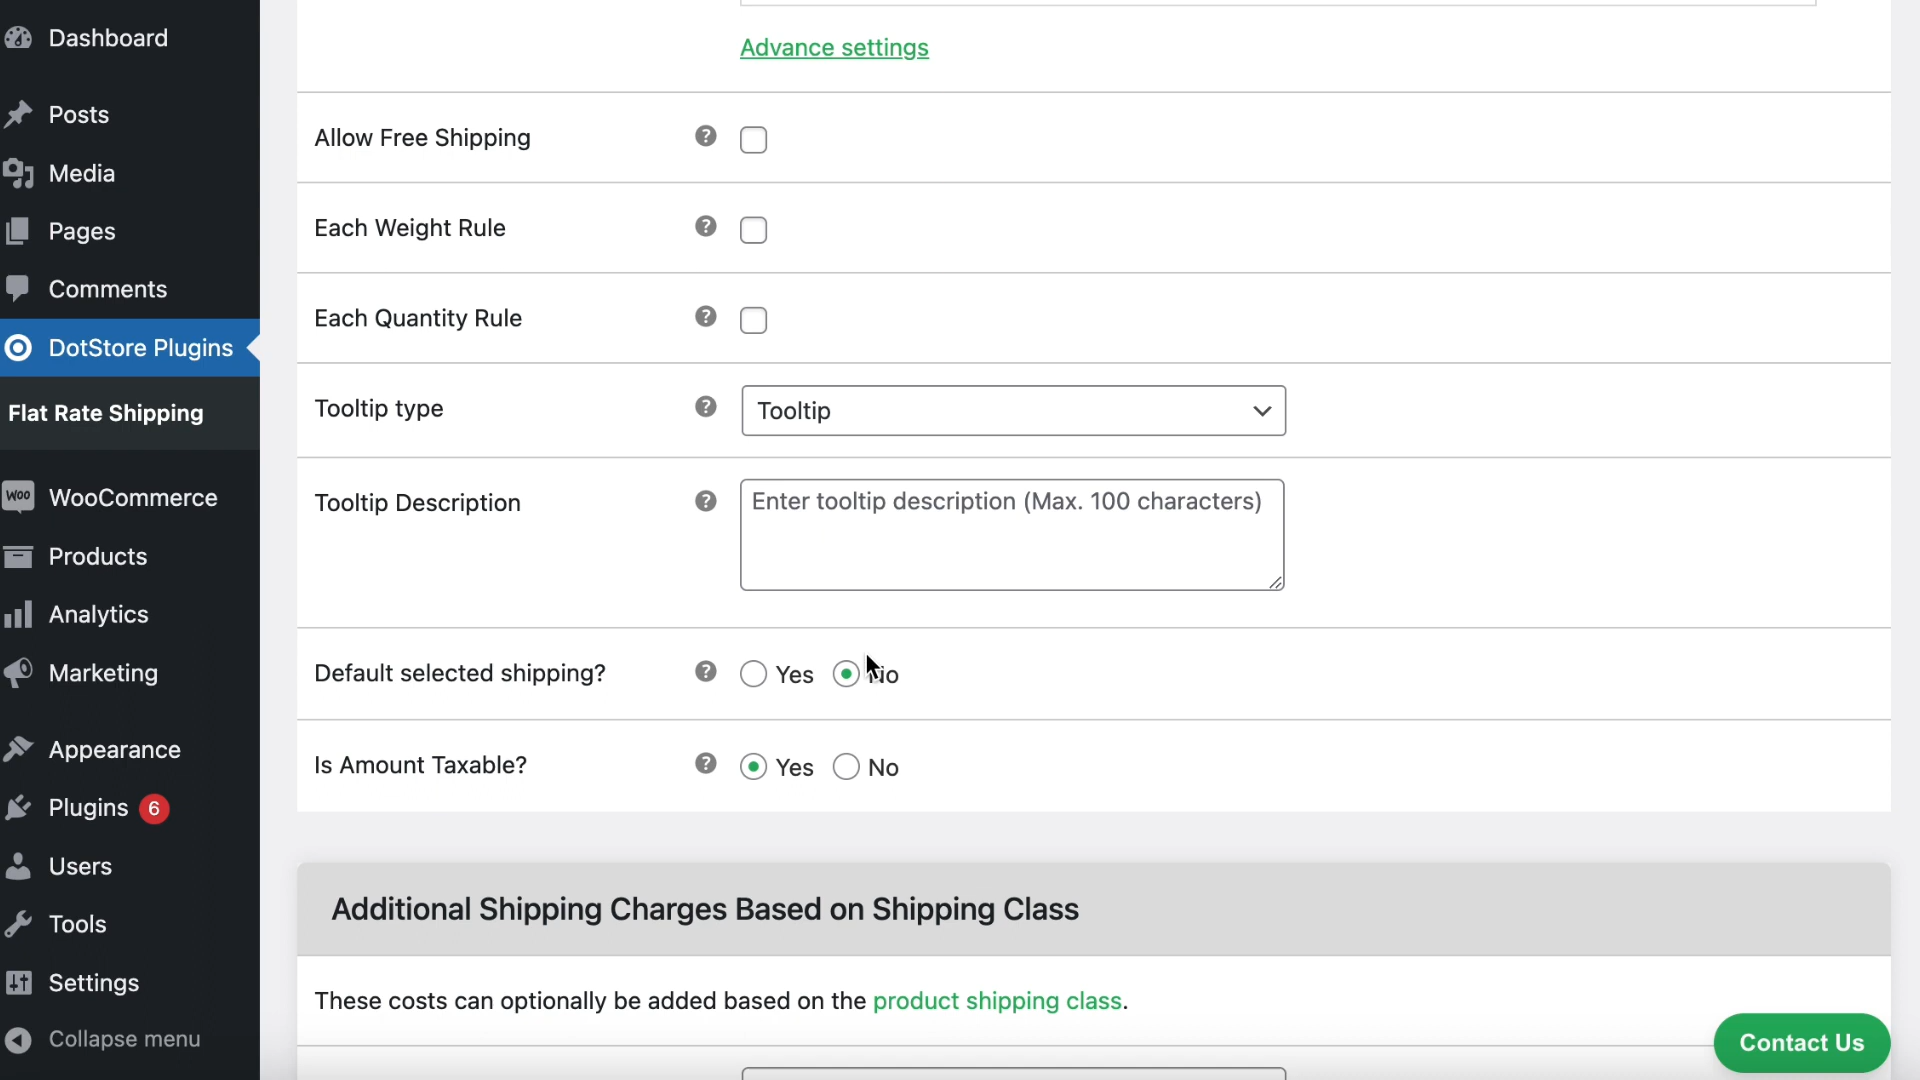 Dashboard
Posts
Media
Pages
Comments
DotStore Plugins
Flat Rate Shipping
Woo WooCommerce
Products
Analytics
Marketing
Appearance
Plugins 6
Users
Tools
Settings
Collapse menu
Advance settings
Allow Free Shipping ?
Each Weight Rule ?
Each Quantity Rule ?
Tooltip type ? Tooltip
Tooltip Description ? Enter tooltip description (Max. 100 characters)
Default selected shipping? ? Yes No
Is Amount Taxable? ? Yes No
Additional Shipping Charges Based on Shipping Class
These costs can optionally be added based on the product shipping class.
Contact Us